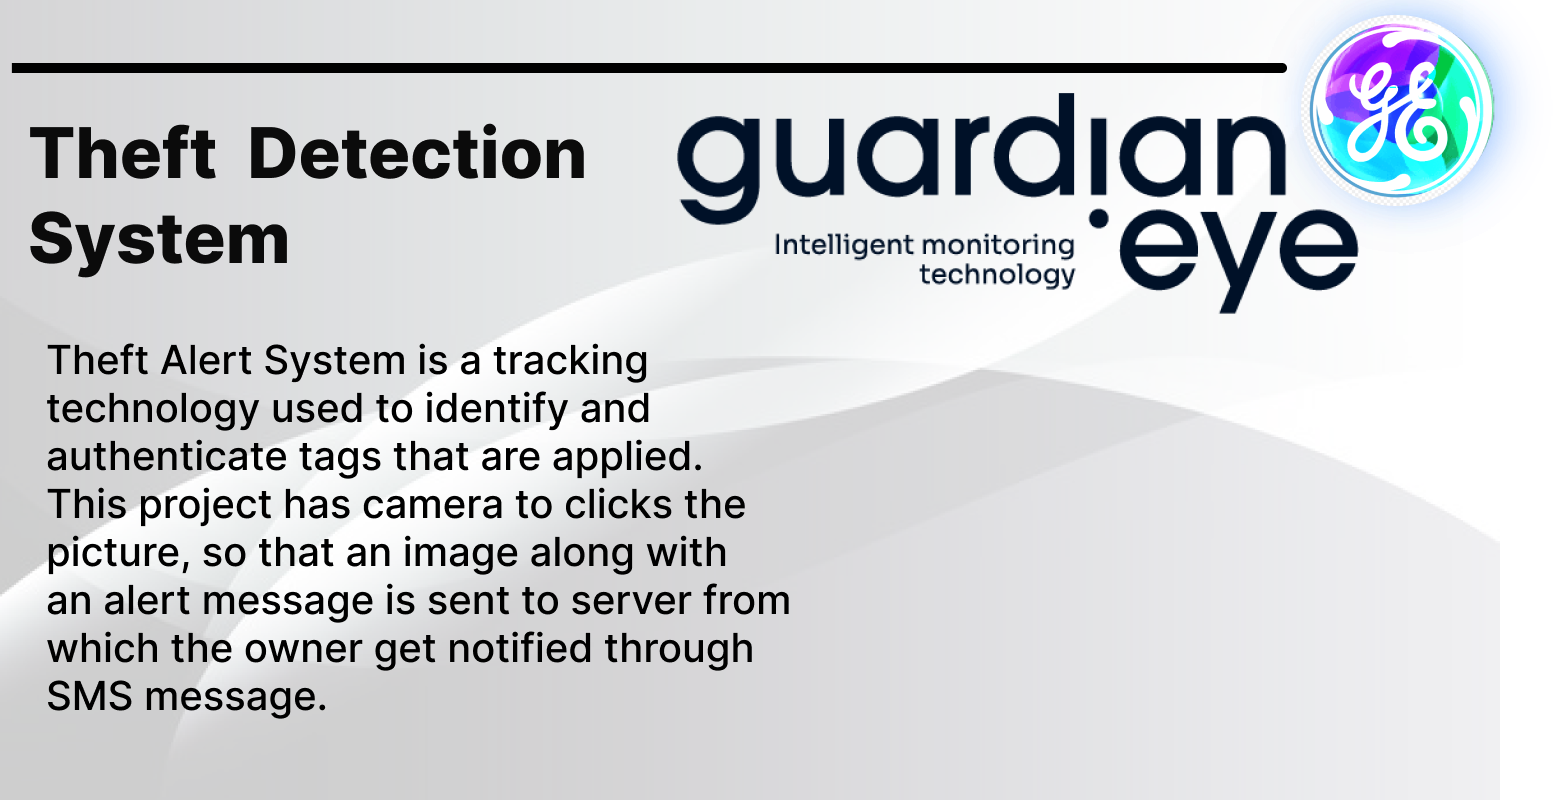 Theft Detection
System
guardian
eye
Intelligent monitoring
technology
GE
Theft Alert System is a tracking
technology used to identify and
authenticate tags that are applied.
This project has camera to clicks the
picture, so that an image along with
an alert message is sent to server from
which the owner get notified through
SMS message.